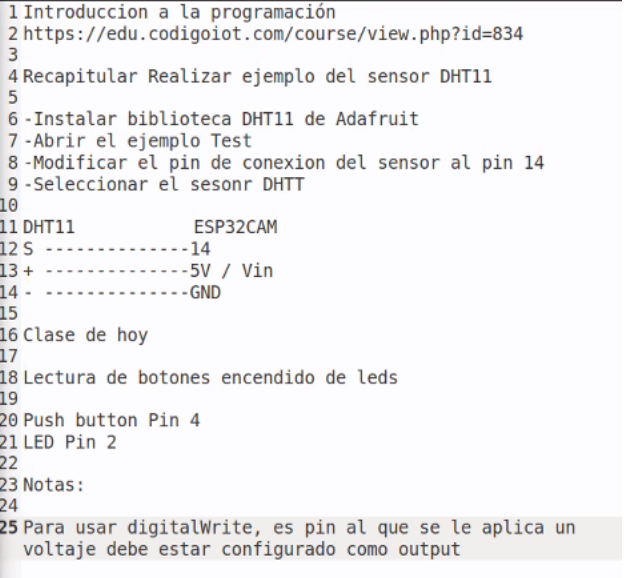 1 Introduccion a la programación
2 https://edu.codigoiot.com/course/view.php?id=834
3
4 Recapitular Realizar ejemplo del sensor DHT11
5
6 -Instalar biblioteca DHT11 de Adafruit
7 -Abrir el ejemplo Test
8 -Modificar el pin de conexion del sensor al pin 14
9 -Seleccionar el sesonr DHTT
10
11 DHT11 ESP32CAM
12 S --------------14
13 + --------------5V / Vin
14 - --------------GND
15
16 Clase de hoy
17
18 Lectura de botones encendido de leds
19
20 Push button Pin 4
21 LED Pin 2
22
23 Notas:
24
25 Para usar digitalWrite, es pin al que se le aplica un
voltaje debe estar configurado como output